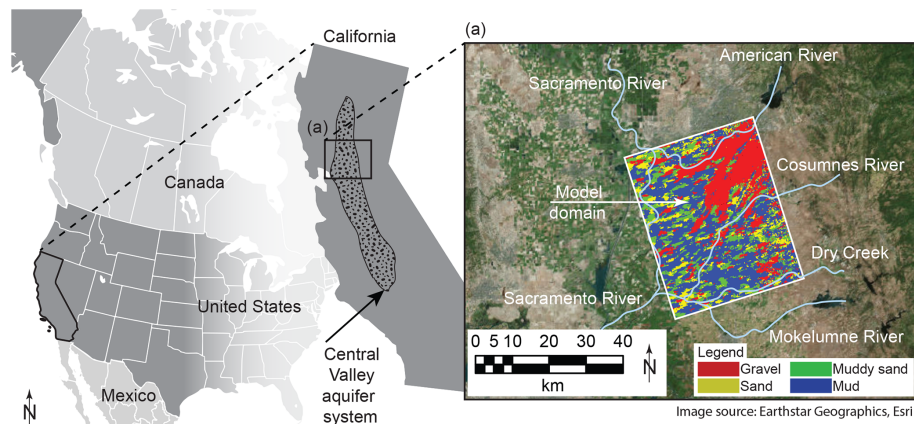 California
(a)
(a)
Canada
United States
Mexico
N
Central
Valley
aquifer
system
American River
Sacramento River
Cosumnes River
Model
domain
Dry Creek
Sacramento River
Mokelumne River
0 5 10 20 30 40
km
N
Legend
Gravel
Muddy sand
Sand
Mud
Image source: Earthstar Geographics, Esri